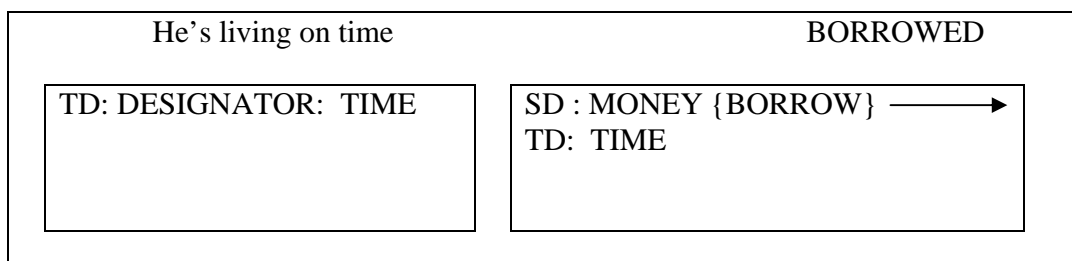 He’s living on time BORROWED
TD: DESIGNATOR: TIME
SD : MONEY {BORROW}
TD: TIME